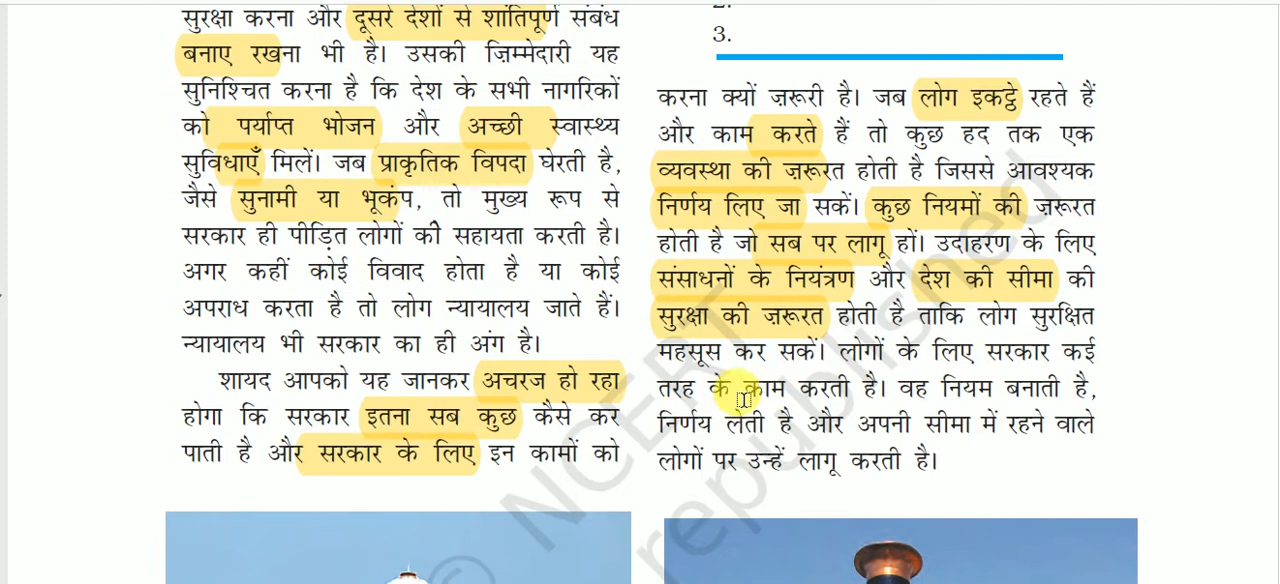 सुरक्षा करना और दूसरे देशों से शांतिपूर्ण संबंध
बनाए रखना भी है। उसकी ज़िम्मेदारी यह
सुनिश्चित करना है कि देश के सभी नागरिकों
को पर्याप्त भोजन और अच्छी स्वास्थ्य
सुविधाएँ मिलें। जब प्राकृतिक विपदा घेरती है,
जैसे सुनामी या भूकंप, तो मुख्य रूप से
सरकार ही पीड़ित लोगों की सहायता करती है।
अगर कहीं कोई विवाद होता है या कोई
अपराध करता है तो लोग न्यायालय जाते हैं।
न्यायालय भी सरकार का ही अंग है।
शायद आपको यह जानकर अचरज हो रहा
होगा कि सरकार इतना सब कुछ कैसे कर
पाती है और सरकार के लिए इन कामों को
2.
3.
करना क्यों ज़रूरी है। जब लोग इकट्ठे रहते हैं
और काम करते हैं तो कुछ हद तक एक
व्यवस्था की ज़रूरत होती है जिससे आवश्यक
निर्णय लिए जा सकें। कुछ नियमों की ज़रूरत
होती है जो सब पर लागू हों। उदाहरण के लिए
संसाधनों के नियंत्रण और देश की सीमा की
सुरक्षा की ज़रूरत होती है ताकि लोग सुरक्षित
महसूस कर सकें। लोगों के लिए सरकार कई
तरह के काम करती है। वह नियम बनाती है,
निर्णय लेती है और अपनी सीमा में रहने वाले
लोगों पर उन्हें लागू करती है।
© NCERT
republished